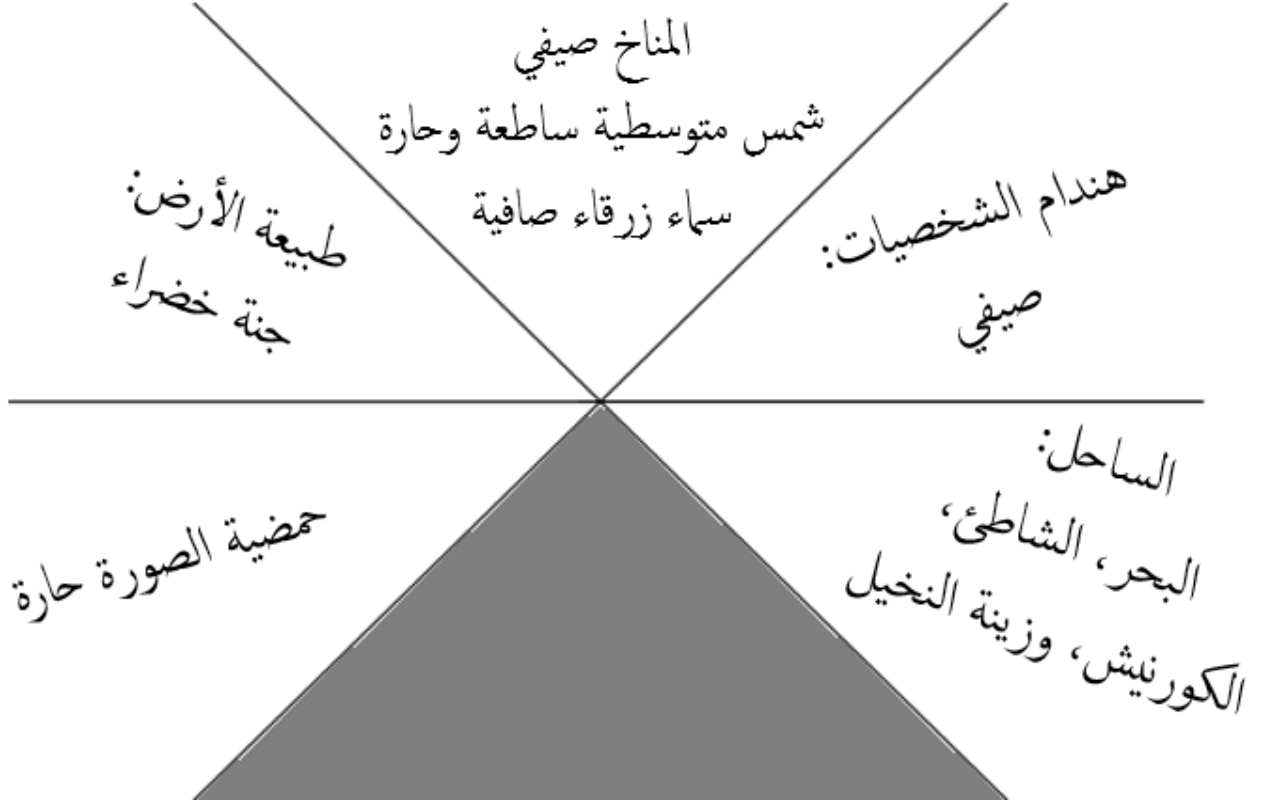 المناخ صيفي
شمس متوسطية ساطعة وحارة
سماء زرقاء صافية
هندام الشخصيات:
صيفي
الساحل:
البحر، الشاطئ،
الكورنيش، وزينة النخيل
طبيعة الأرض:
جنة خضراء
حمضية الصورة حارة